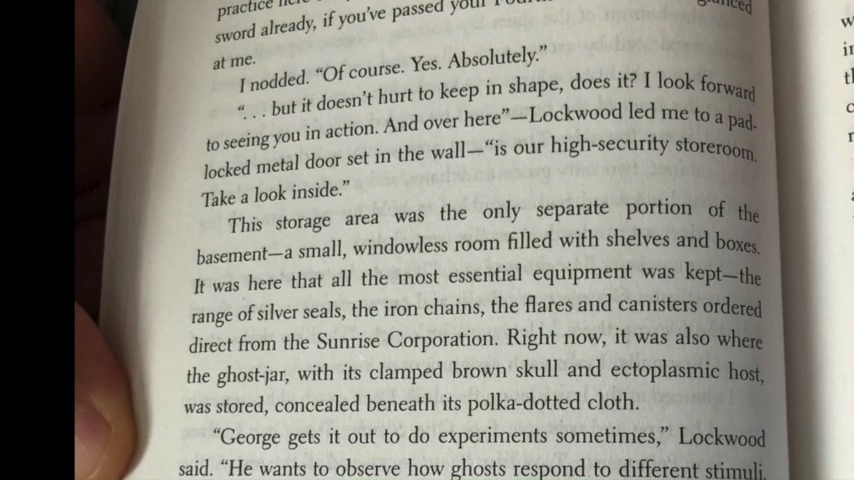 practice here
sword already, if you've passed your Fourth glanced
at me.
I nodded. “Of course. Yes. Absolutely.”
“. . . but it doesn't hurt to keep in shape, does it? I look forward
to seeing you in action. And over here”—Lockwood led me to a pad-
locked metal door set in the wall—“is our high-security storeroom.
Take a look inside.”
This storage area was the only separate portion of the
basement—a small, windowless room filled with shelves and boxes.
It was here that all the most essential equipment was kept—the
range of silver seals, the iron chains, the flares and canisters ordered
direct from the Sunrise Corporation. Right now, it was also where
the ghost-jar, with its clamped brown skull and ectoplasmic host,
was stored, concealed beneath its polka-dotted cloth.
“George gets it out to do experiments sometimes,” Lockwood
said. “He wants to observe how ghosts respond to different stimuli.